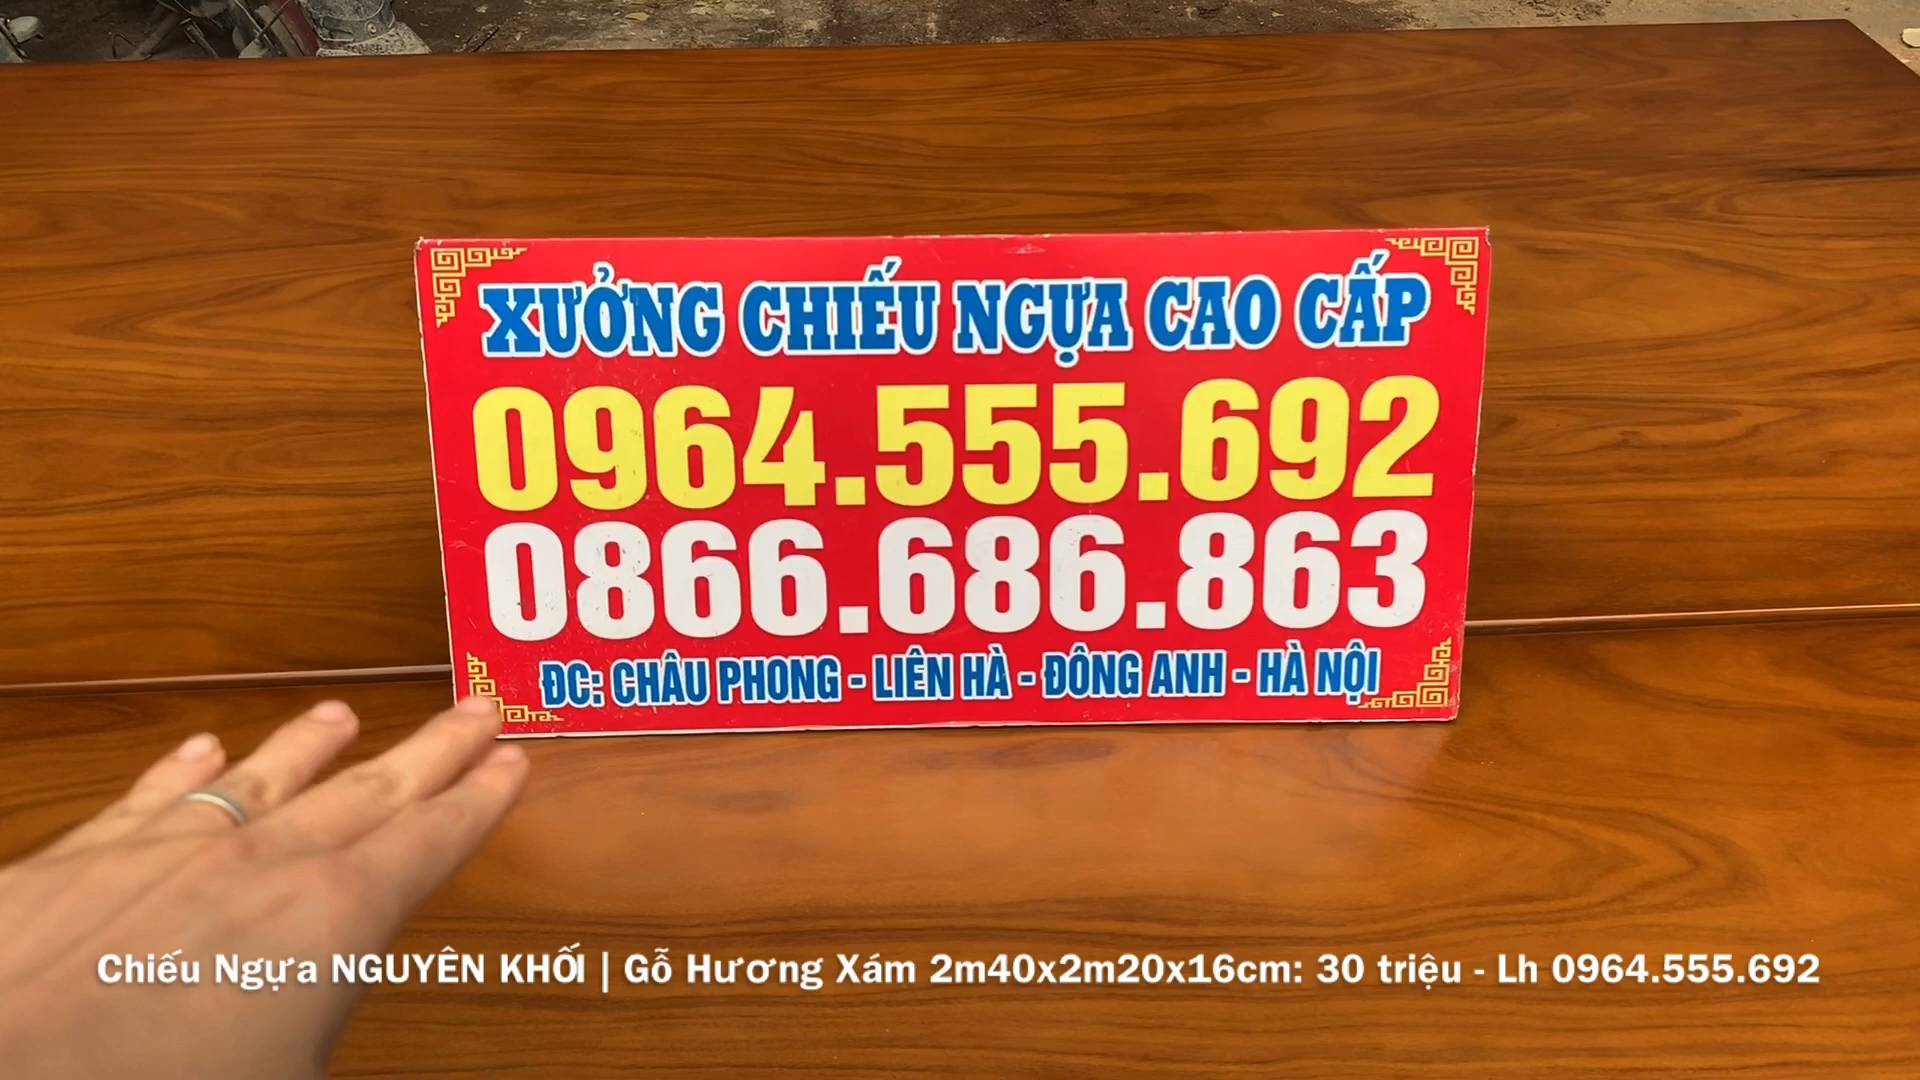 XƯỞNG CHIẾU NGỰA CAO CẤP
0964.555.692
0866.686.863
ĐC: CHÂU PHONG - LIÊN HÀ - ĐÔNG ANH - HÀ NỘI
Chiếu Ngựa NGUYÊN KHỐI | Gỗ Hương Xám 2m40x2m20x16cm: 30 triệu - Lh 0964.555.692